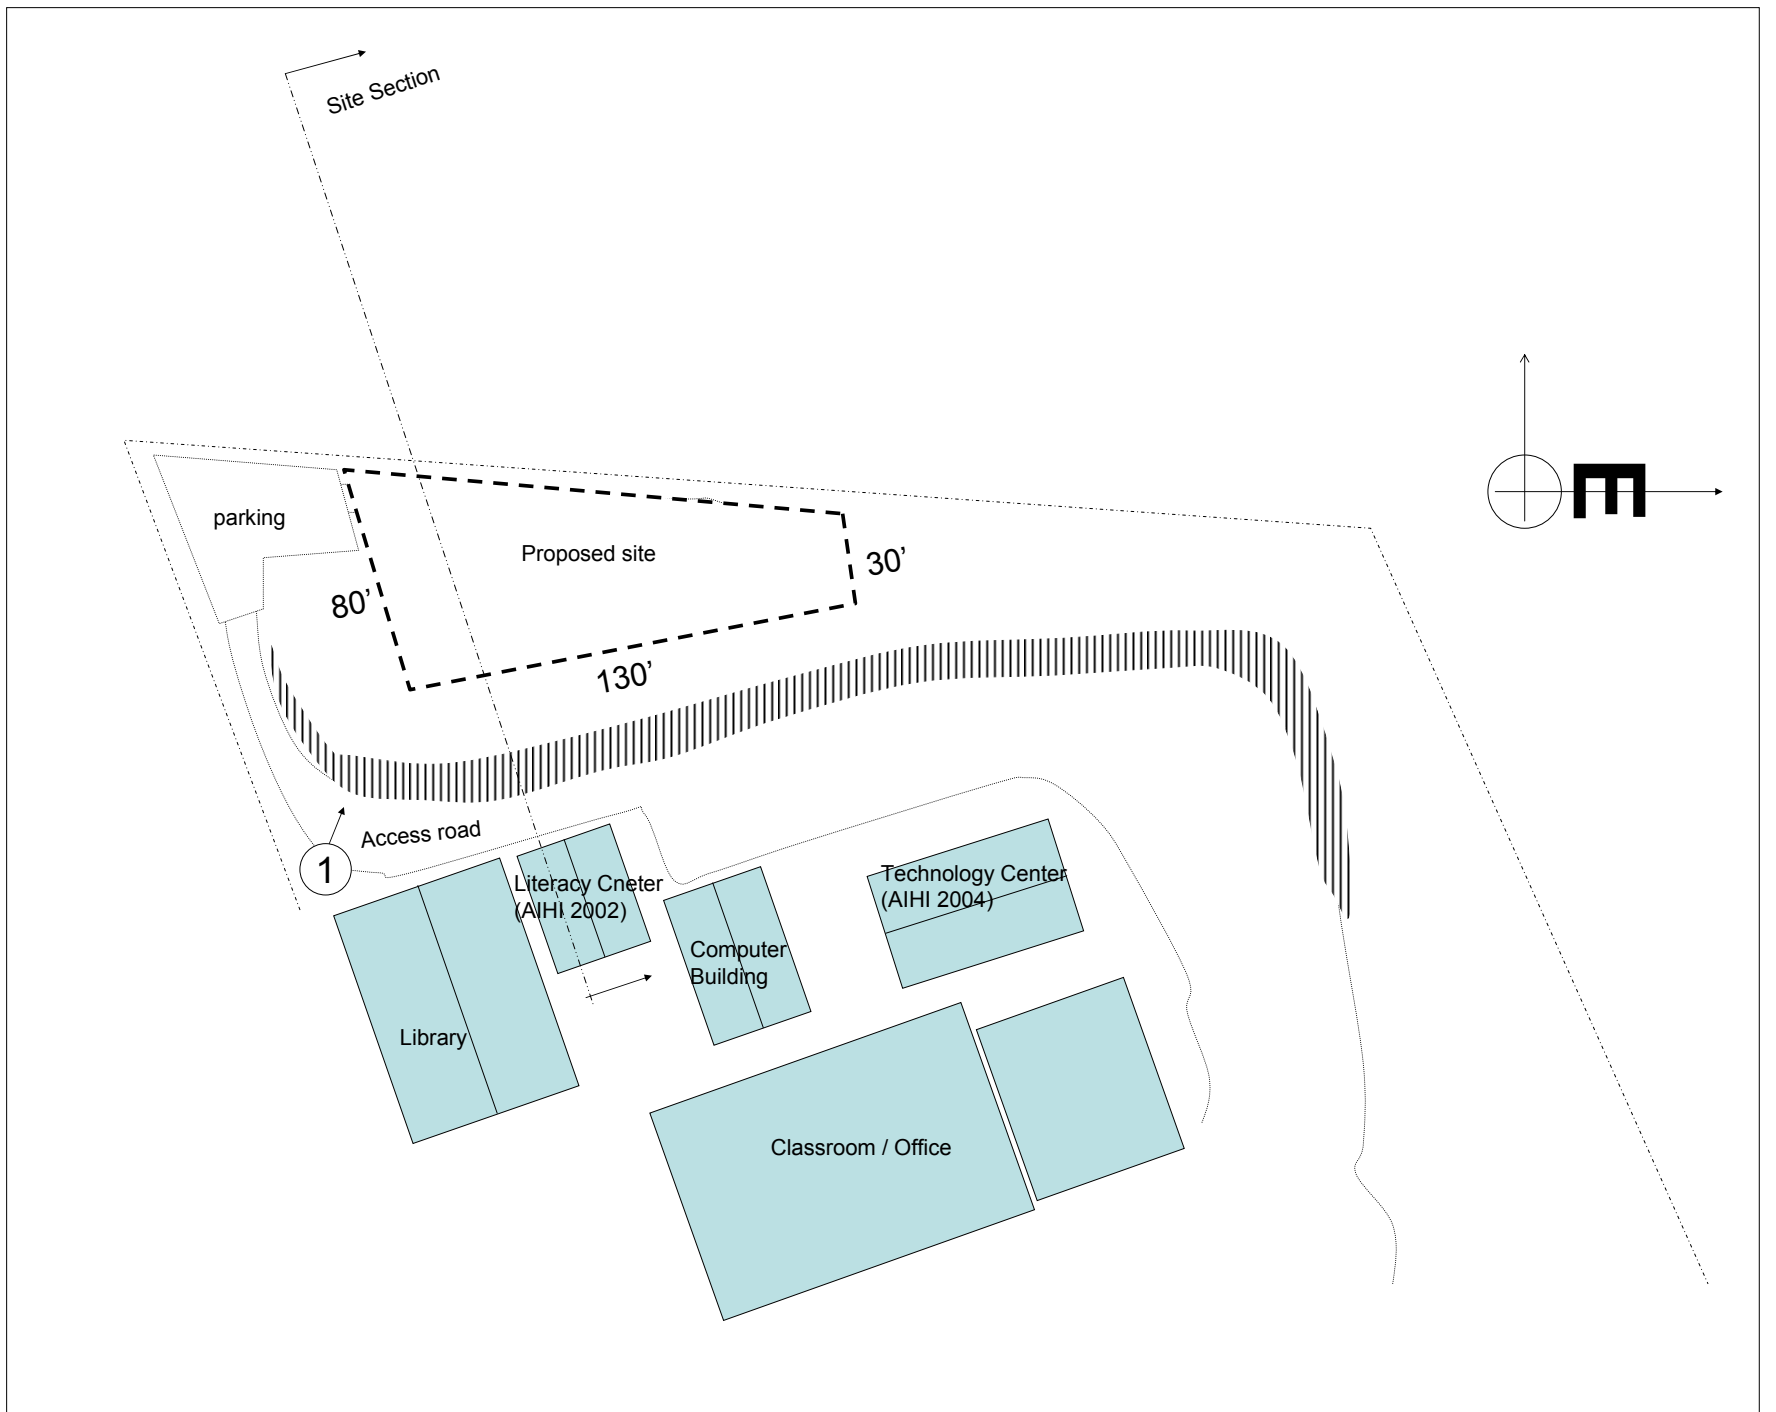 Site Section
parking
Proposed site
30’
80’
130’
E
Access road
1
Literacy Cneter
(AIHI 2002)
Technology Center
(AIHI 2004)
Computer
Building
Library
Classroom / Office